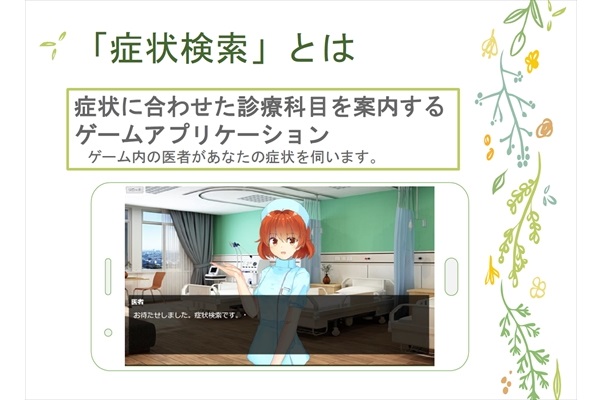 「症状検索」とは
症状に合わせた診療科目を案内する
ゲームアプリケーション
ゲーム内の医者があなたの症状を伺います。
医者
お待たせしました。症状検索です。